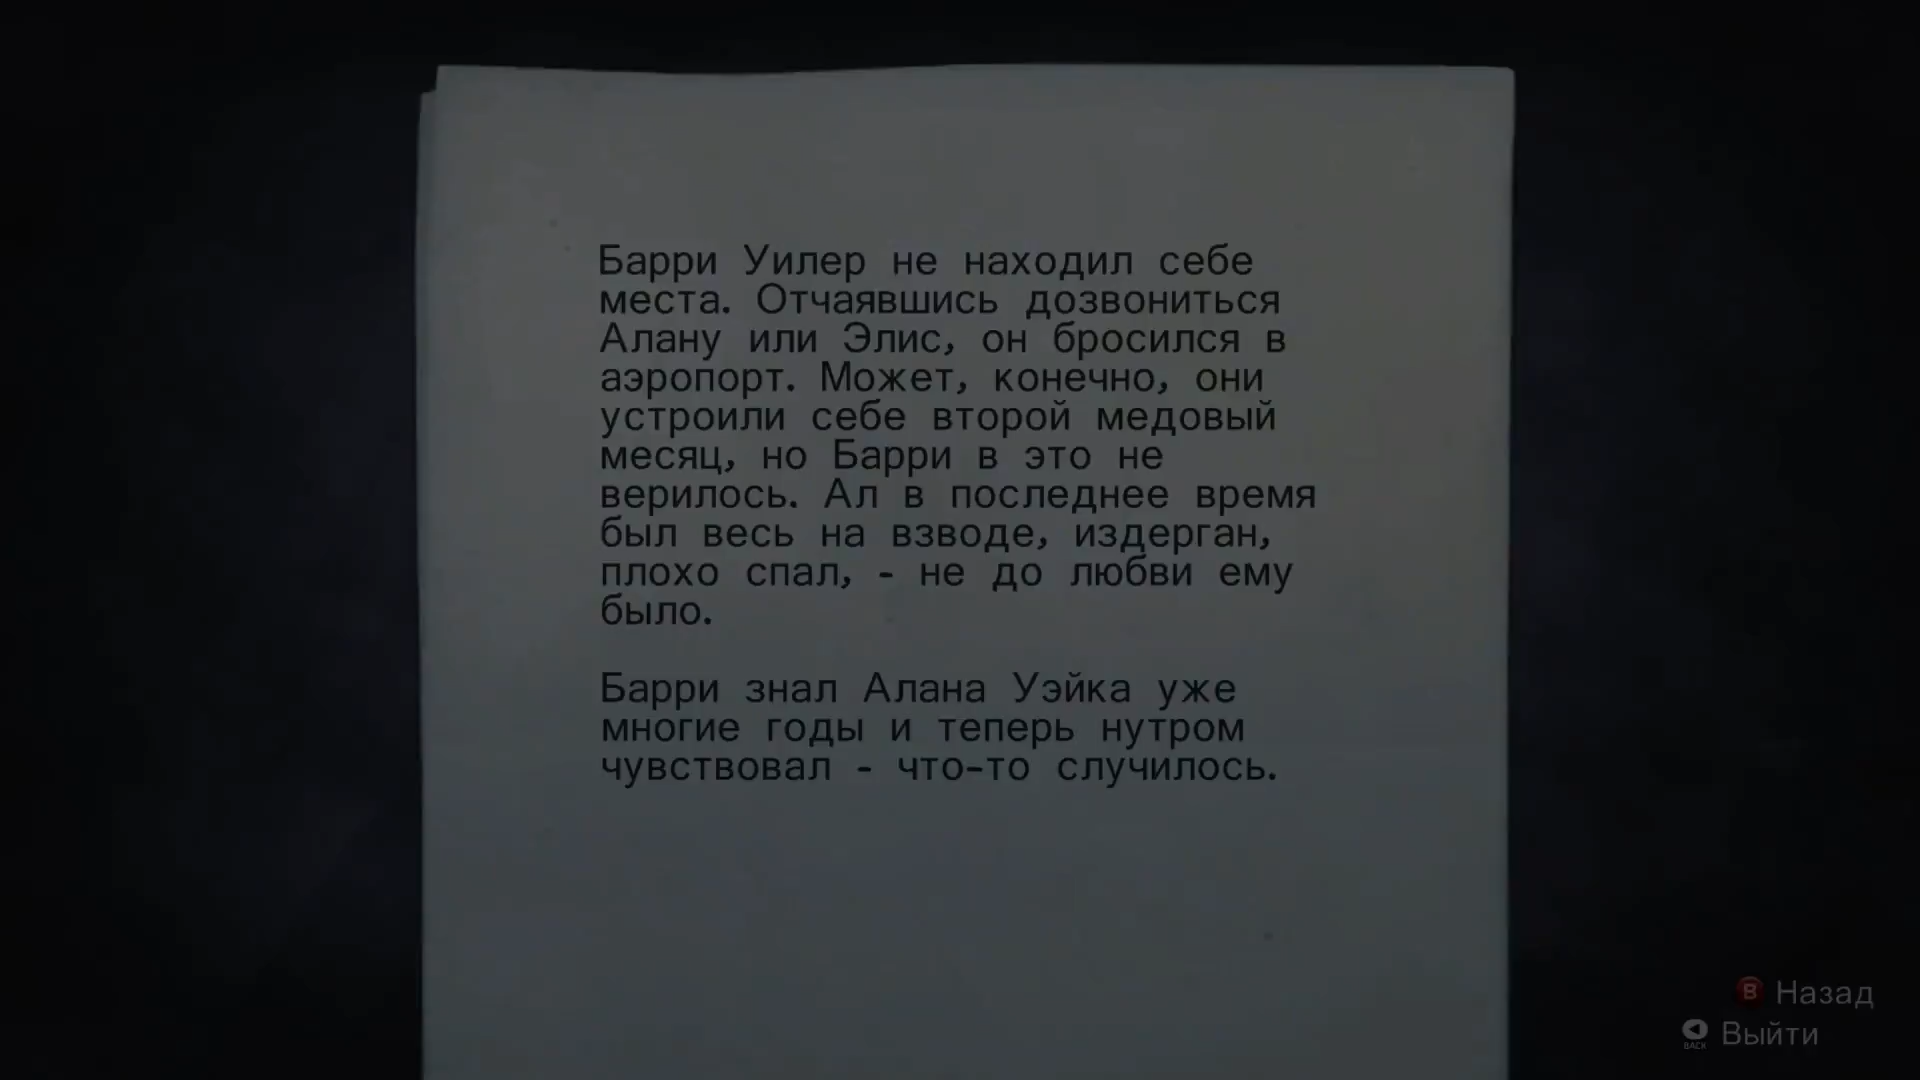 Барри Уилер не находил себе
места. Отчаявшись дозвониться
Алану или Элис, он бросился в
аэропорт. Может, конечно, они
устроили себе второй медовый
месяц, но Барри в это не
верилось. Ал в последнее время
был весь на взводе, издерган,
плохо спал, - не до любви ему
было.
Барри знал Алана Уэйка уже
многие годы и теперь нутром
чувствовал - что-то случилось.
B Назад
BACK Выйти